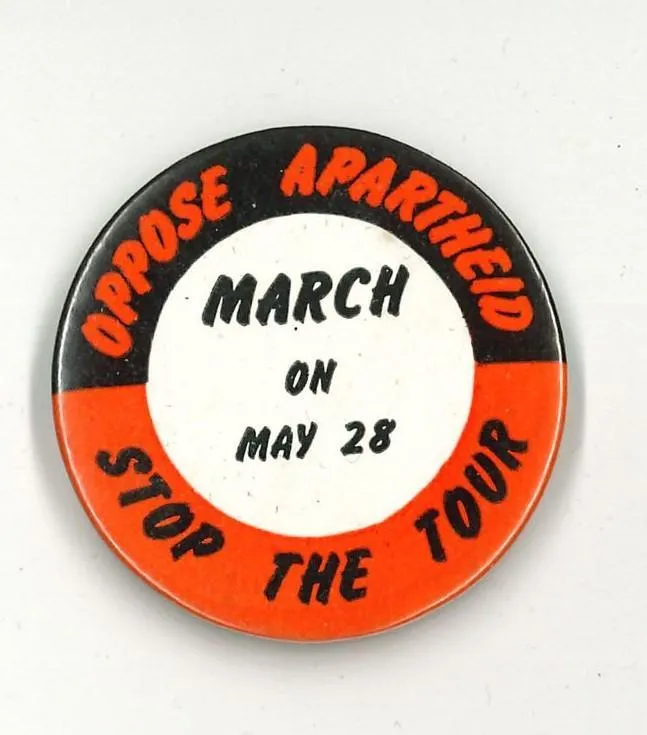 OPPOSE APARTHEID
MARCH
ON
MAY 28
STOP THE TOUR